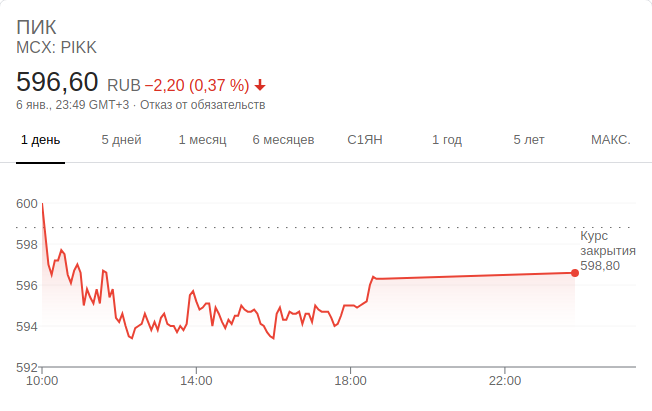 ПИК
MCX: PIKK
596,60 RUB −2,20 (0,37 %)
6 янв., 23:49 GMT+3 · Отказ от обязательств
1 день 5 дней 1 месяц 6 месяцев С1ЯН 1 год 5 лет МАКС.
600
598
596
594
592
Курс
закрытия
598,80
10:00 14:00 18:00 22:00